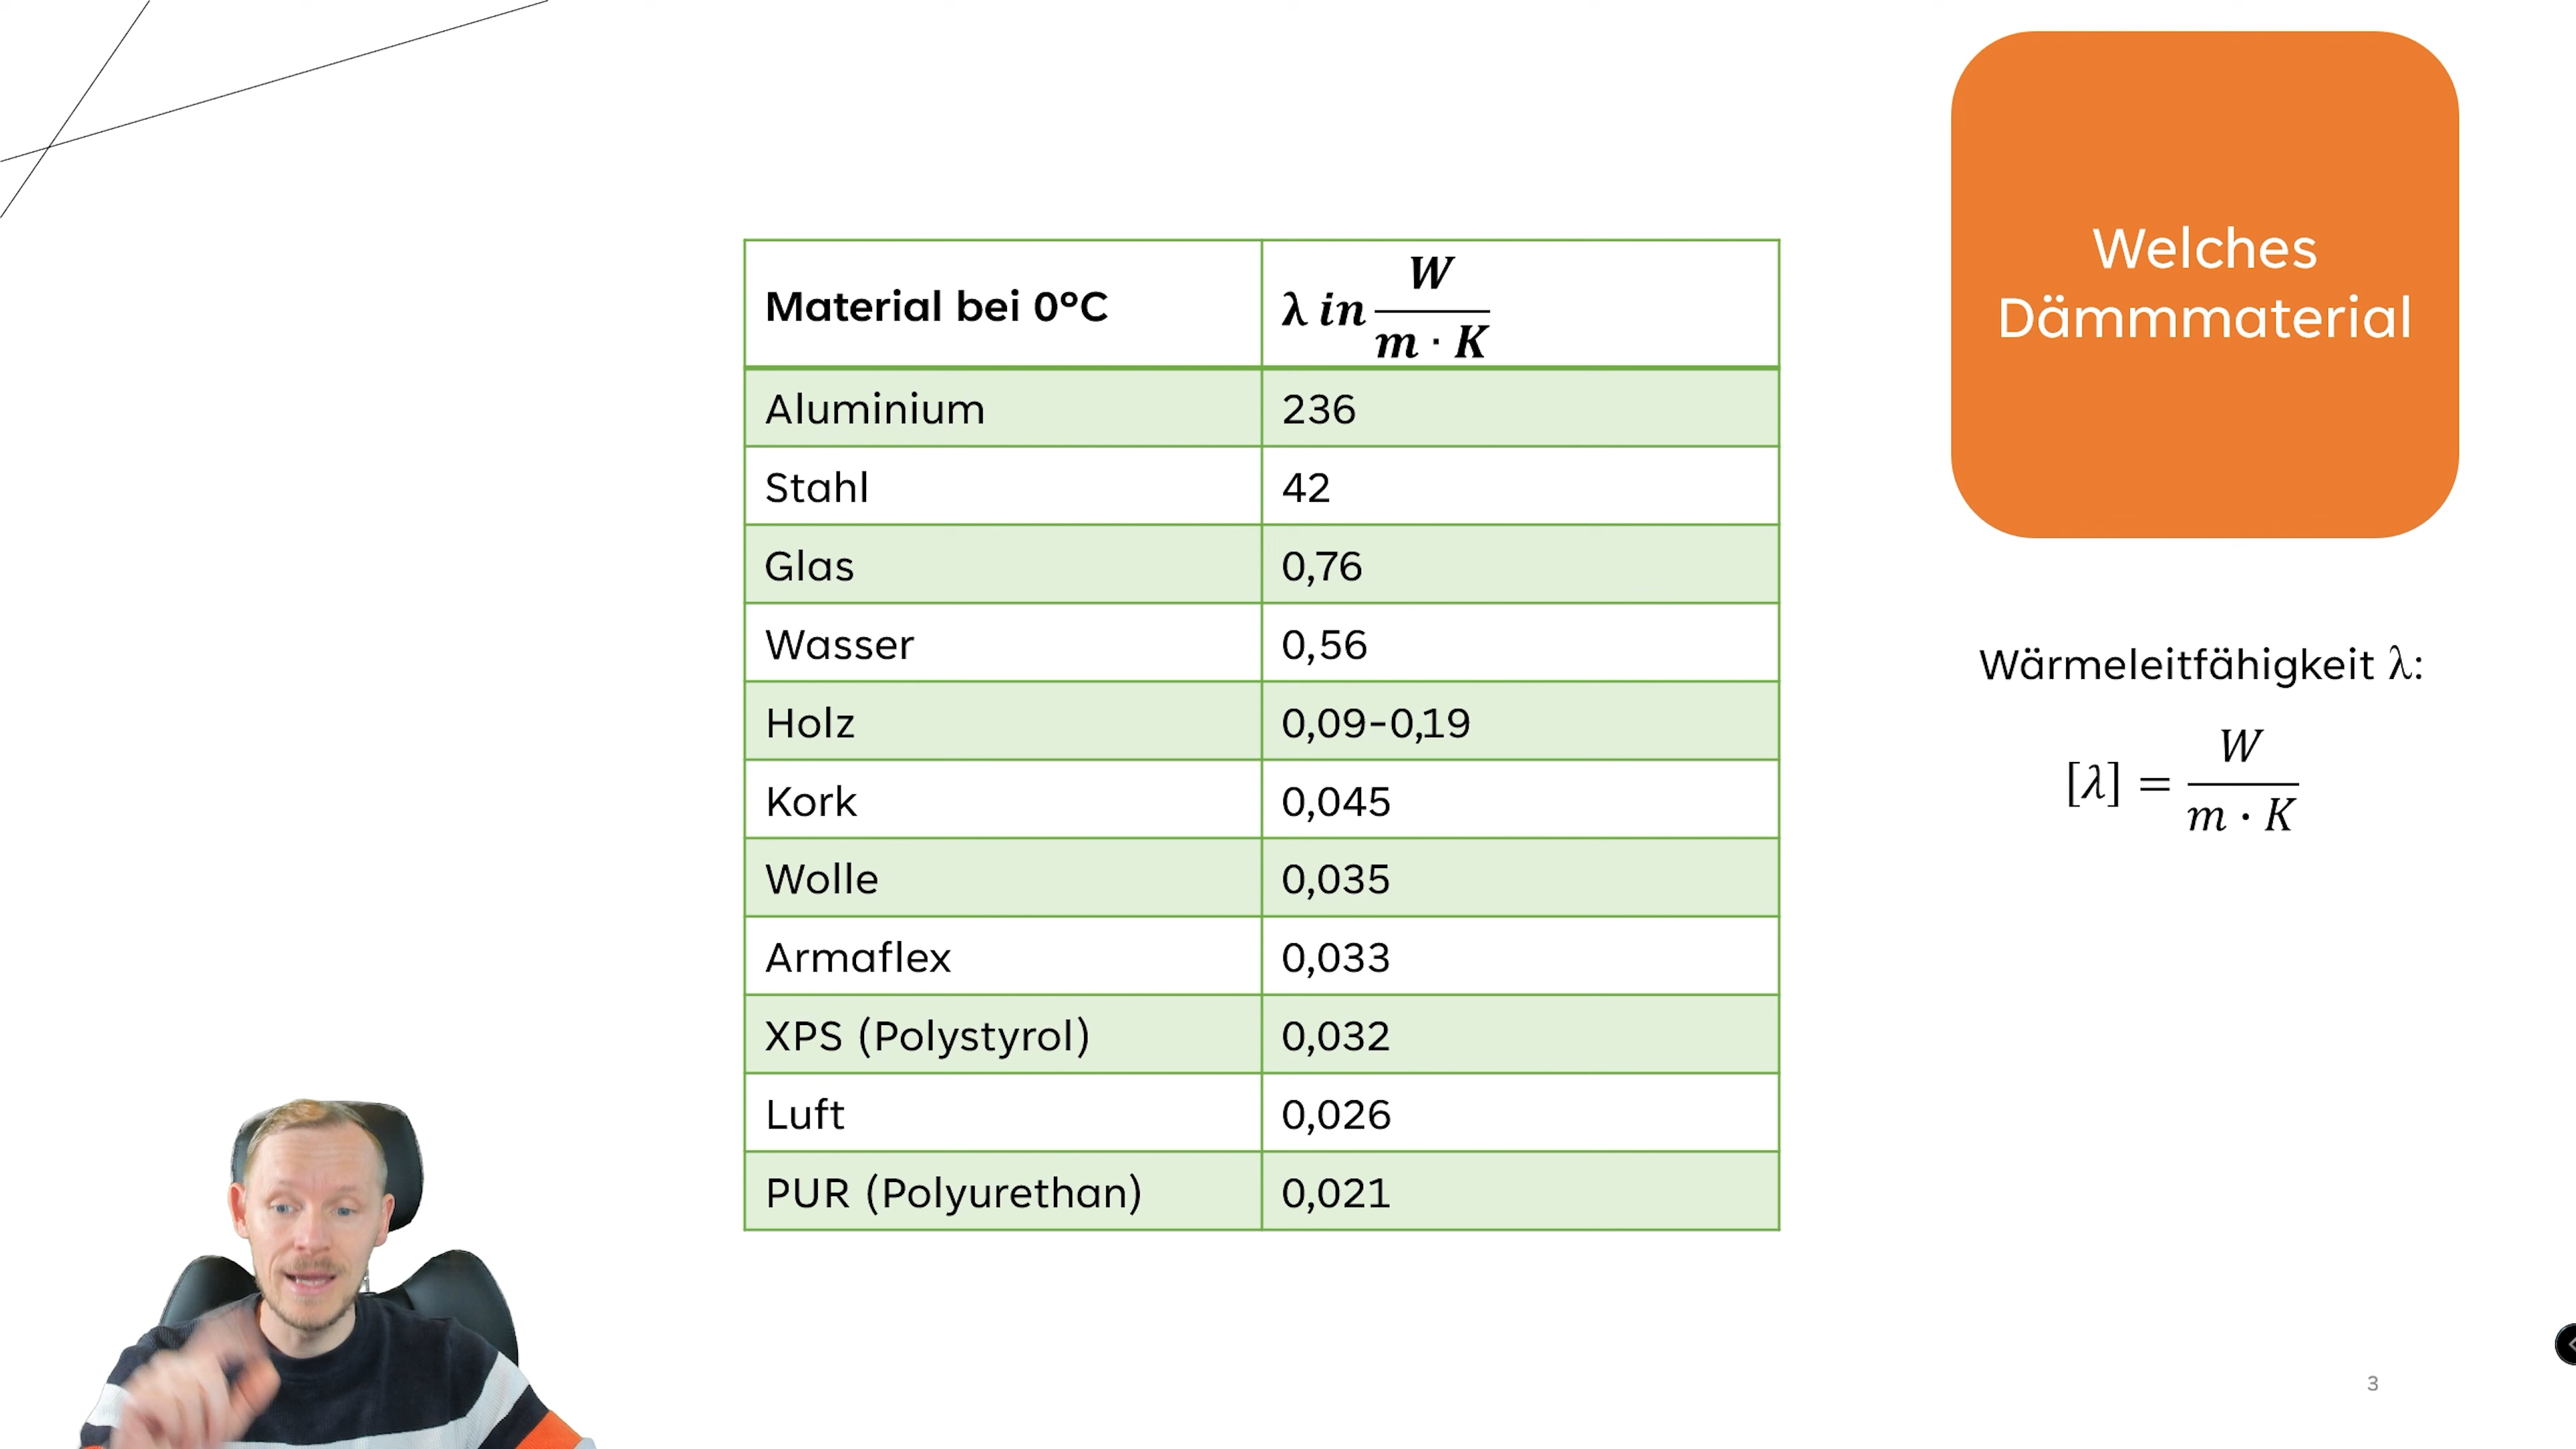 Welches
Dämmmaterial
Material bei 0°C	λ in W / m · K
Aluminium	236
Stahl	42
Glas	0,76
Wasser	0,56
Holz	0,09-0,19
Kork	0,045
Wolle	0,035
Armaflex	0,033
XPS (Polystyrol)	0,032
Luft	0,026
PUR (Polyurethan)	0,021
Wärmeleitfähigkeit λ:
[λ] = W / m · K
3